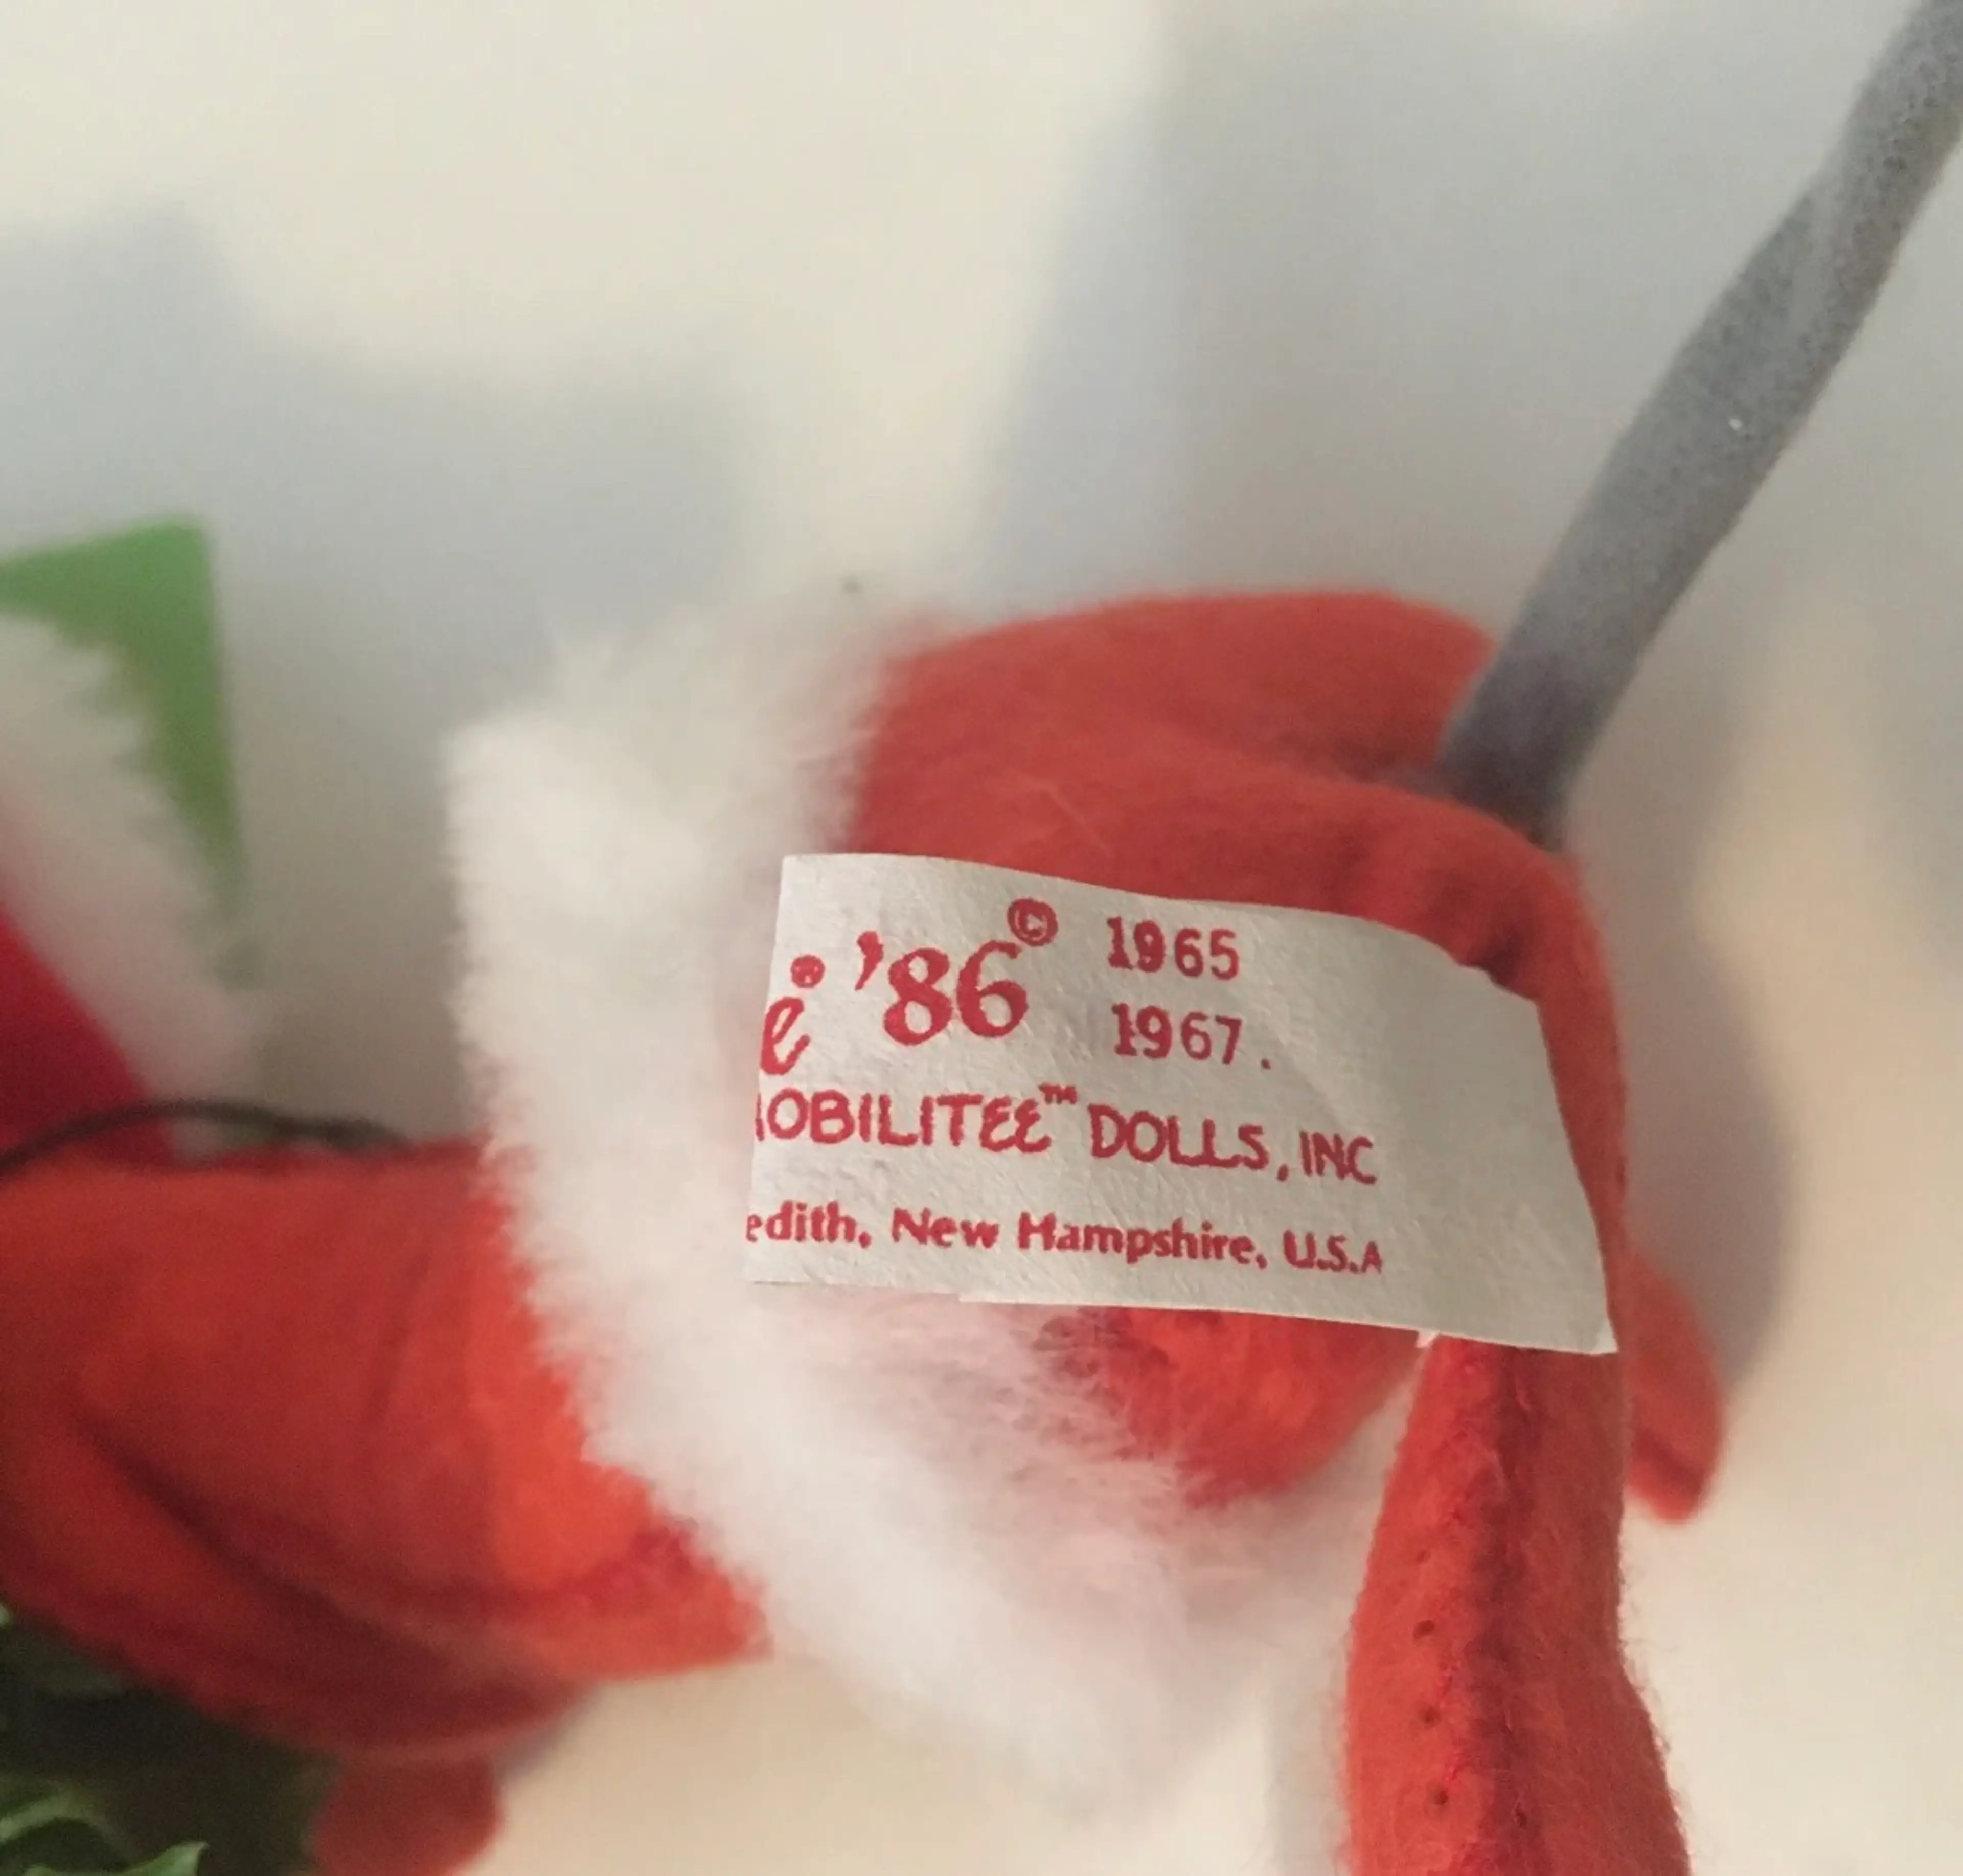 e® '86© 1965
1967.
OBILITEE™ DOLLS, INC
edith, New Hampshire, U.S.A